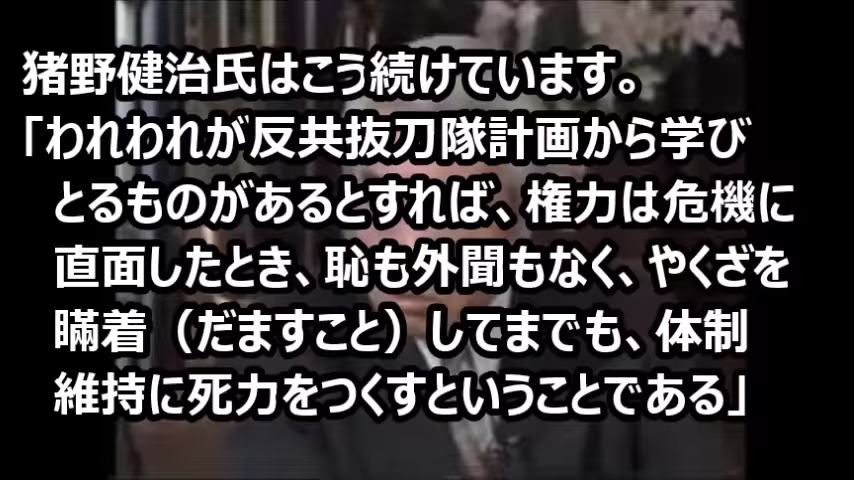 猪野健治氏はこう続けています。
「われわれが反共抜刀隊計画から学び
とるものがあるとすれば、権力は危機に
直面したとき、恥も外聞もなく、やくざを
瞞着（だますこと）してまでも、体制
維持に死力をつくすということである」